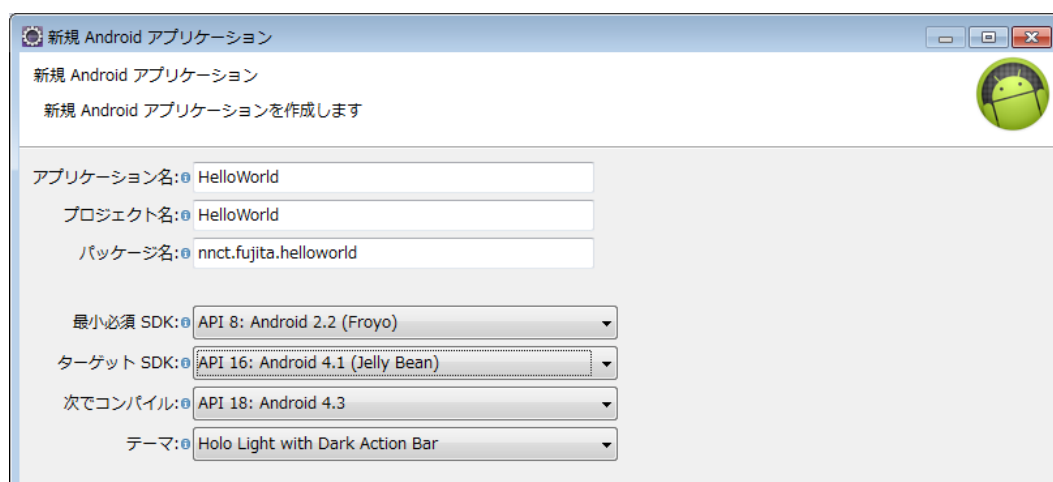 新規 Android アプリケーション
新規 Android アプリケーション
新規 Android アプリケーションを作成します
アプリケーション名: HelloWorld
プロジェクト名: HelloWorld
パッケージ名: nnct.fujita.helloworld
最小必須 SDK: API 8: Android 2.2 (Froyo)
ターゲット SDK: API 16: Android 4.1 (Jelly Bean)
次でコンパイル: API 18: Android 4.3
テーマ: Holo Light with Dark Action Bar